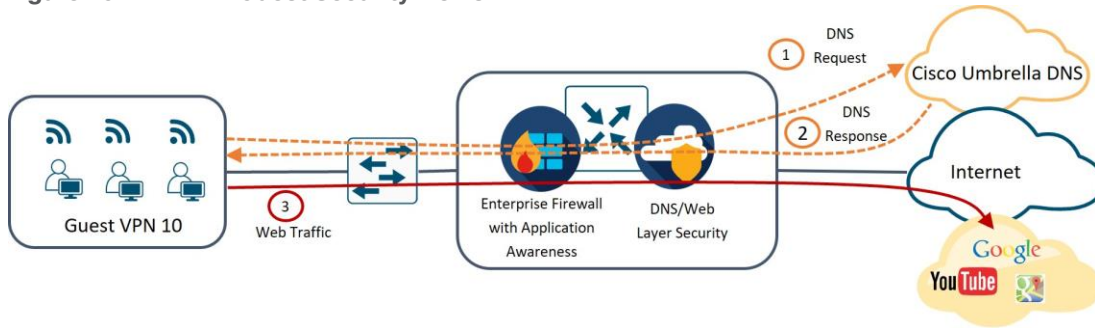 1
DNS
Request
Cisco Umbrella DNS
2
DNS
Response
Internet
Guest VPN 10
3
Web Traffic
Enterprise Firewall
with Application
Awareness
DNS/Web
Layer Security
Google
YouTube